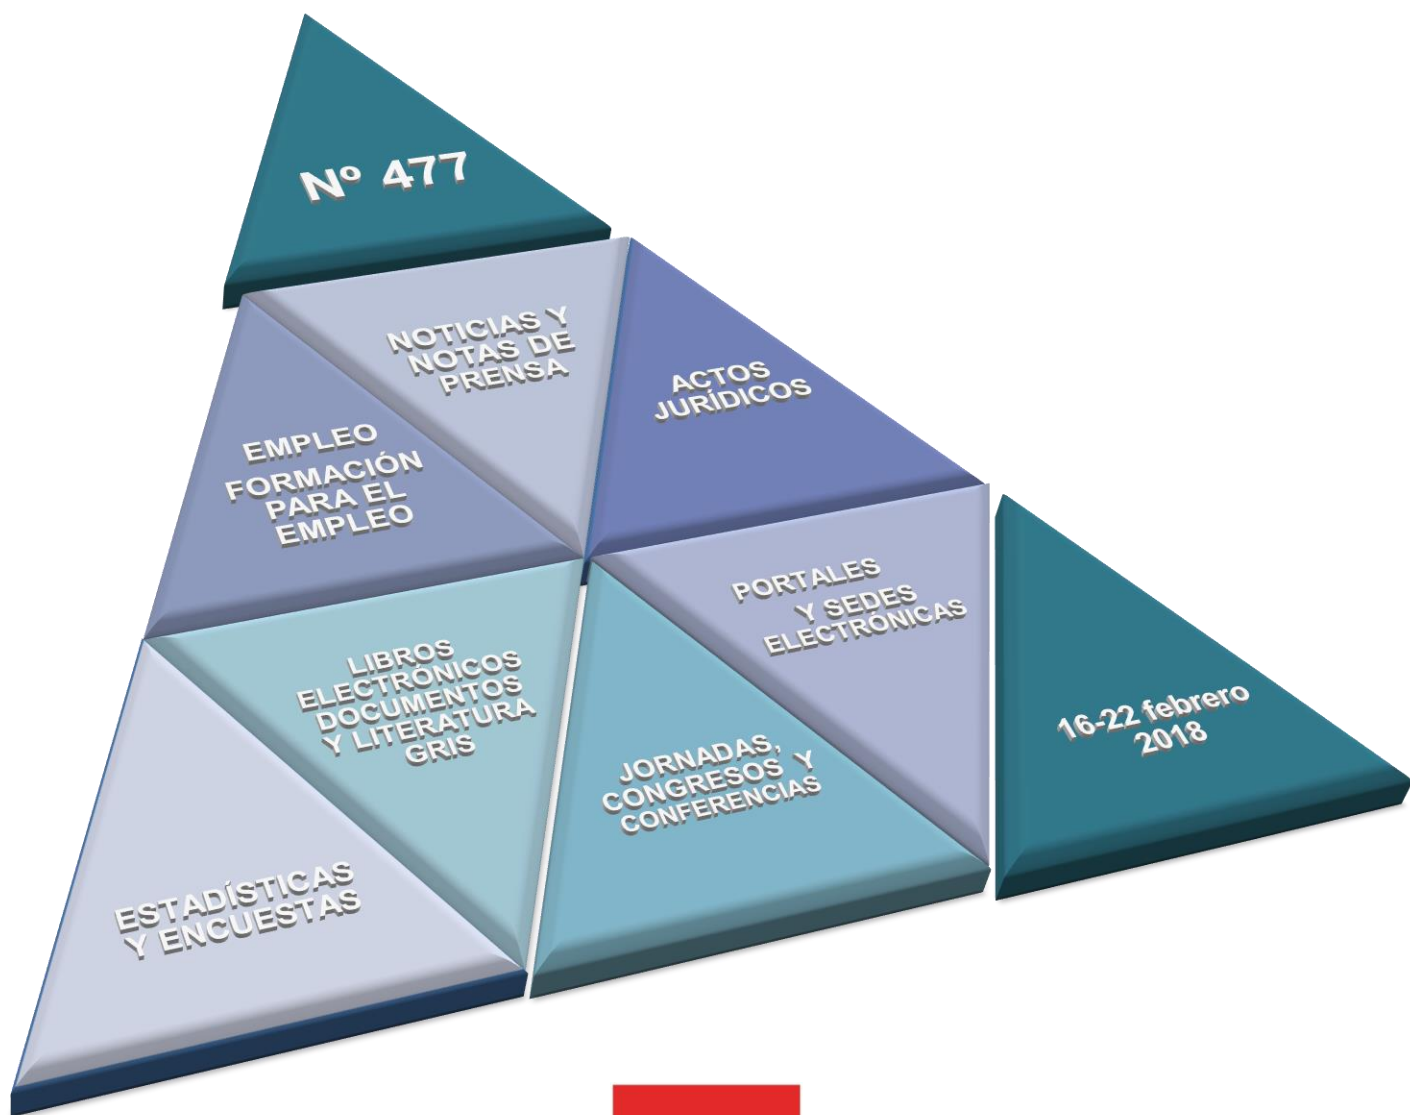 Nº 477
NOTICIAS Y
NOTAS DE
PRENSA
ACTOS
JURÍDICOS
EMPLEO
FORMACIÓN
PARA EL
EMPLEO
PORTALES
Y SEDES
ELECTRÓNICAS
LIBROS
ELECTRÓNICOS
DOCUMENTOS
Y LITERATURA
GRIS
JORNADAS,
CONGRESOS Y
CONFERENCIAS
16-22 febrero
2018
ESTADÍSTICAS
Y ENCUESTAS